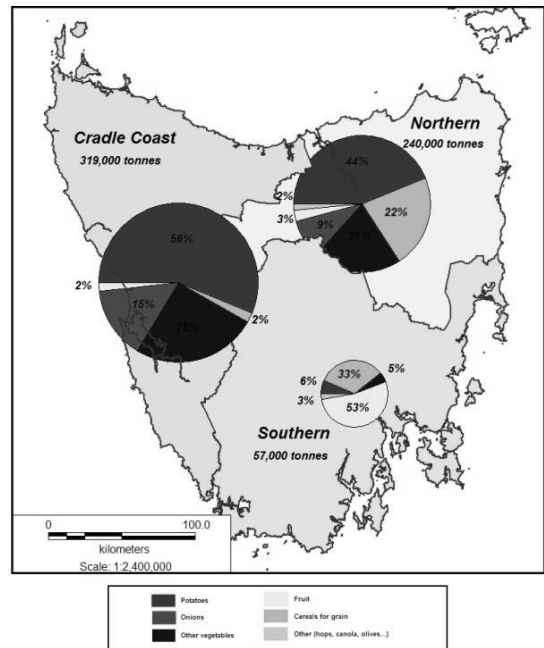 Northern
240,000 tonnes
Cradle Coast
319,000 tonnes
44%
2%
3%
22%
9%
21%
56%
2%
15%
25%
2%
33%
5%
6%
3%
53%
Southern
57,000 tonnes
0 100.0
kilometers
Scale: 1:2,400,000
Potatoes Fruit
Onions Cereals for grain
Other vegetables Other (hops, canola, olives...)